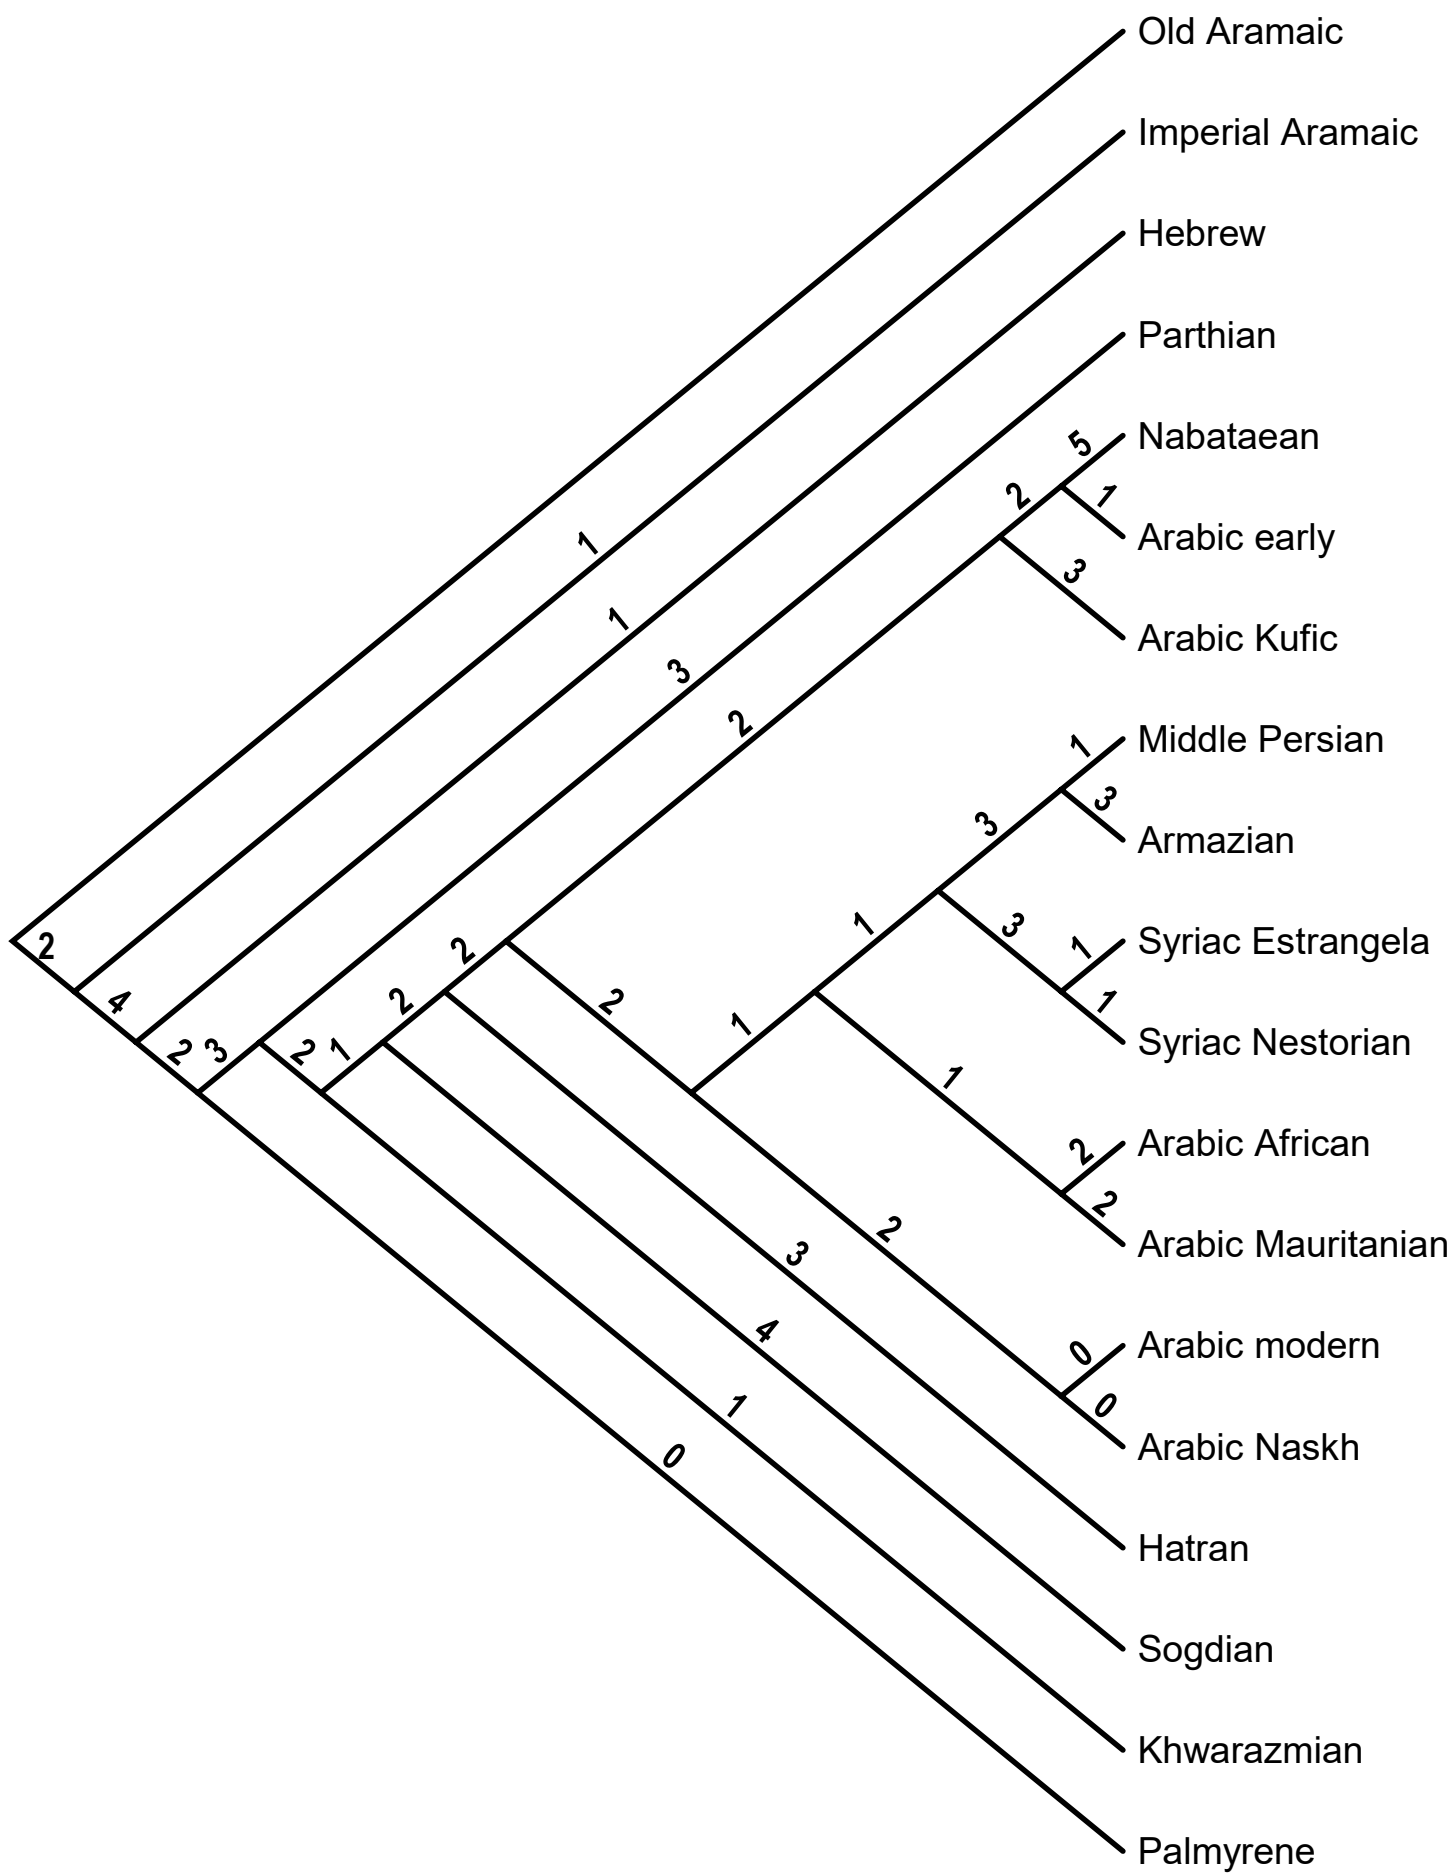 Old Aramaic
Imperial Aramaic
Hebrew
Parthian
5 Nabataean
2 1
Arabic early
1 3
Arabic Kufic
1
3
2
1 Middle Persian
3
3 Armazian
1 3 1 Syriac Estrangela
2 2
4 2 2 1 1 Syriac Nestorian
2 3 2 1
1
2 Arabic African
2
3 2 Arabic Mauritanian
4 0 Arabic modern
1 0
0 Arabic Naskh
Hatran
Sogdian
Khwarazmian
Palmyrene